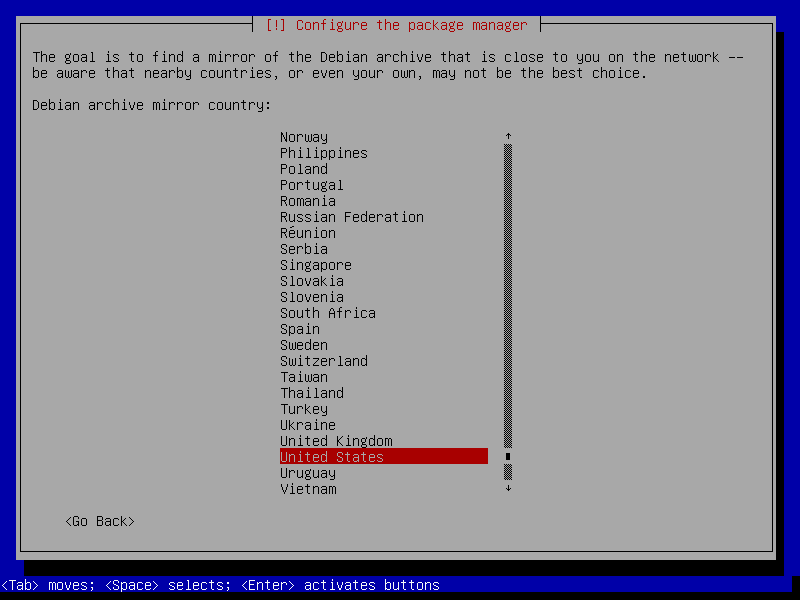 [!] Configure the package manager
The goal is to find a mirror of the Debian archive that is close to you on the network --
be aware that nearby countries, or even your own, may not be the best choice.
Debian archive mirror country:
Norway
Philippines
Poland
Portugal
Romania
Russian Federation
Réunion
Serbia
Singapore
Slovakia
Slovenia
South Africa
Spain
Sweden
Switzerland
Taiwan
Thailand
Turkey
Ukraine
United Kingdom
United States
Uruguay
Vietnam
<Go Back>
<Tab> moves; <Space> selects; <Enter> activates buttons